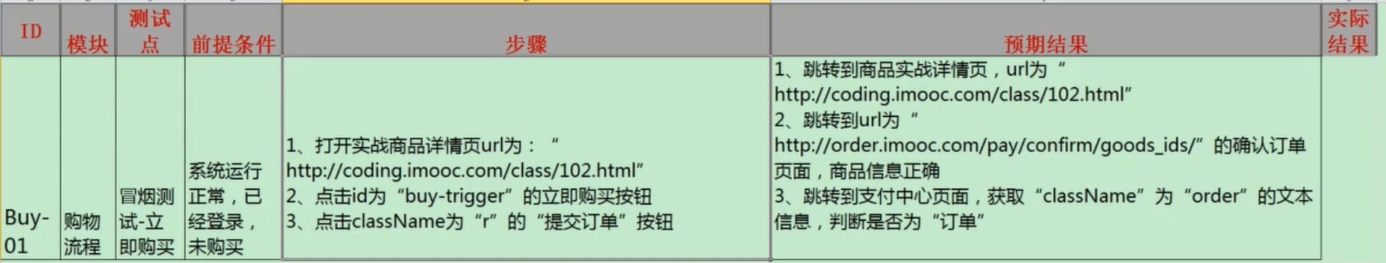 ID
模块
测试
点
前提条件
步骤
预期结果
实际
结果
Buy-
01
购物
流程
冒烟测
试-立
即购买
系统运行
正常，已
经登录，
未购买
1、打开实战商品详情页url为：“
http://coding.imooc.com/class/102.html”
2、点击id为“buy-trigger”的立即购买按钮
3、点击className为“r”的“提交订单”按钮
1、跳转到商品实战详情页，url为“
http://coding.imooc.com/class/102.html”
2、跳转到url为“
http://order.imooc.com/pay/confirm/goods_ids/”的确认订单
页面，商品信息正确
3、跳转到支付中心页面，获取“className”为“order”的文本
信息，判断是否为“订单”